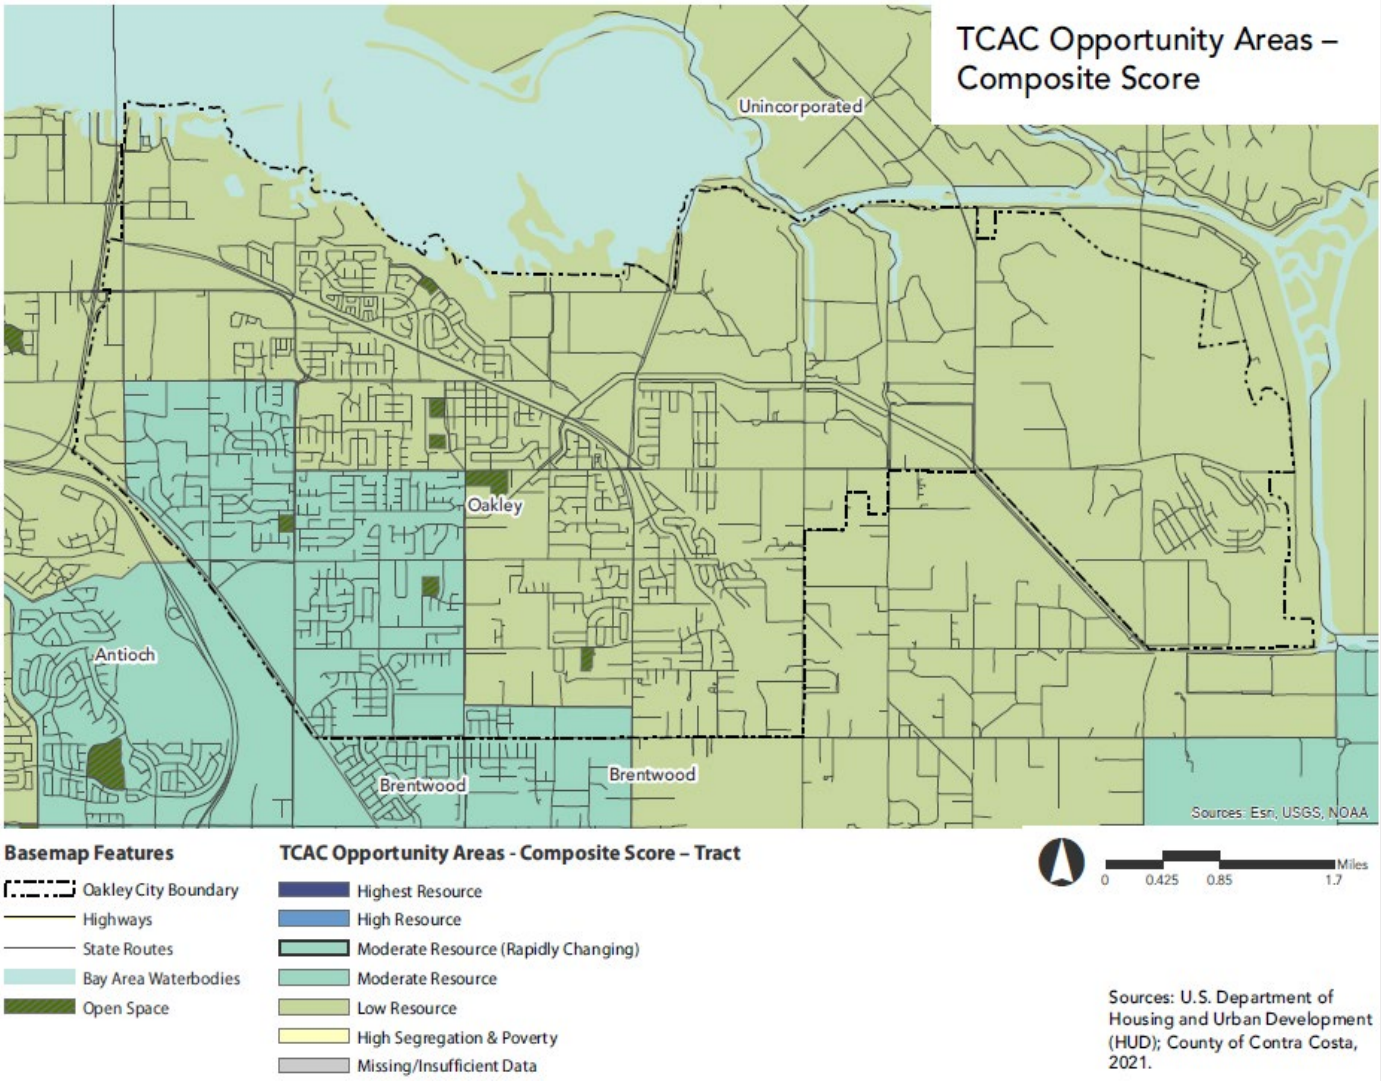 TCAC Opportunity Areas –
Composite Score
Unincorporated
Oakley
Antioch
Brentwood
Brentwood
Sources: Esri, USGS, NOAA
Basemap Features
Oakley City Boundary
Highways
State Routes
Bay Area Waterbodies
Open Space
TCAC Opportunity Areas - Composite Score – Tract
Highest Resource
High Resource
Moderate Resource (Rapidly Changing)
Moderate Resource
Low Resource
High Segregation & Poverty
Missing/Insufficient Data
Miles
0 0.425 0.85 1.7
Sources: U.S. Department of
Housing and Urban Development
(HUD); County of Contra Costa,
2021.